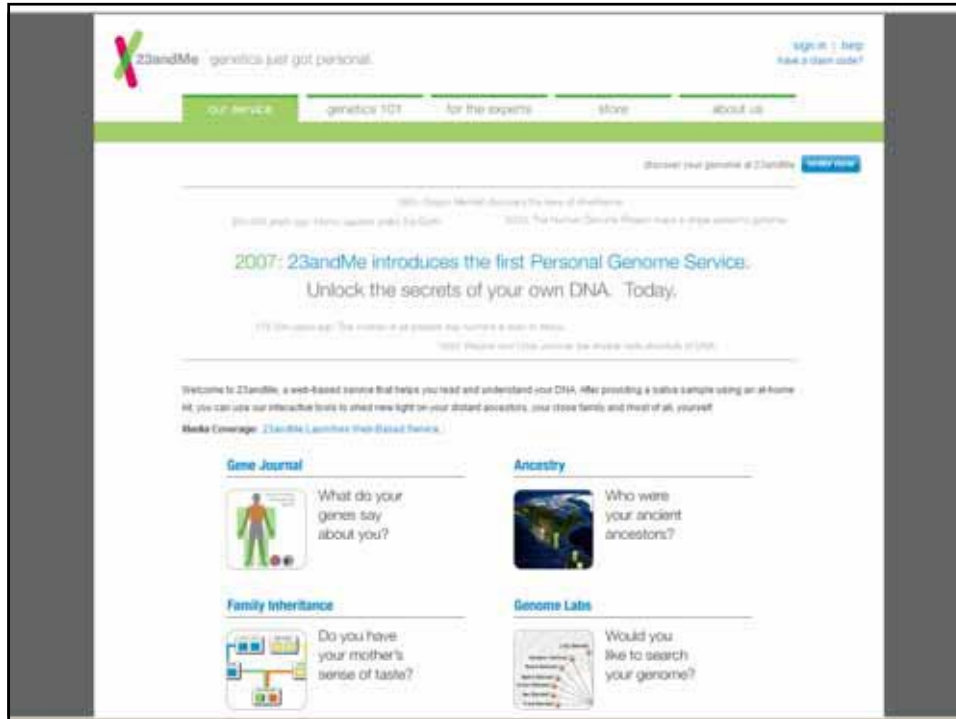 23andMe genetics just got personal.
sign in | help
have a claim code?
our service genetics 101 for the experts store about us
discover your genome at 23andMe order now
2007: 23andMe introduces the first Personal Genome Service.
Unlock the secrets of your own DNA. Today.
Welcome to 23andMe, a web-based service that helps you read and understand your DNA. After providing a saliva sample using an at-home
kit, you can use our interactive tools to shed new light on your distant ancestors, your close family and most of all, yourself.
Media Coverage: 23andMe Launches Web-Based Service.
Gene Journal
What do your
genes say
about you?
Ancestry
Who were
your ancient
ancestors?
Family Inheritance
Do you have
your mother's
sense of taste?
Genome Labs
Would you
like to search
your genome?